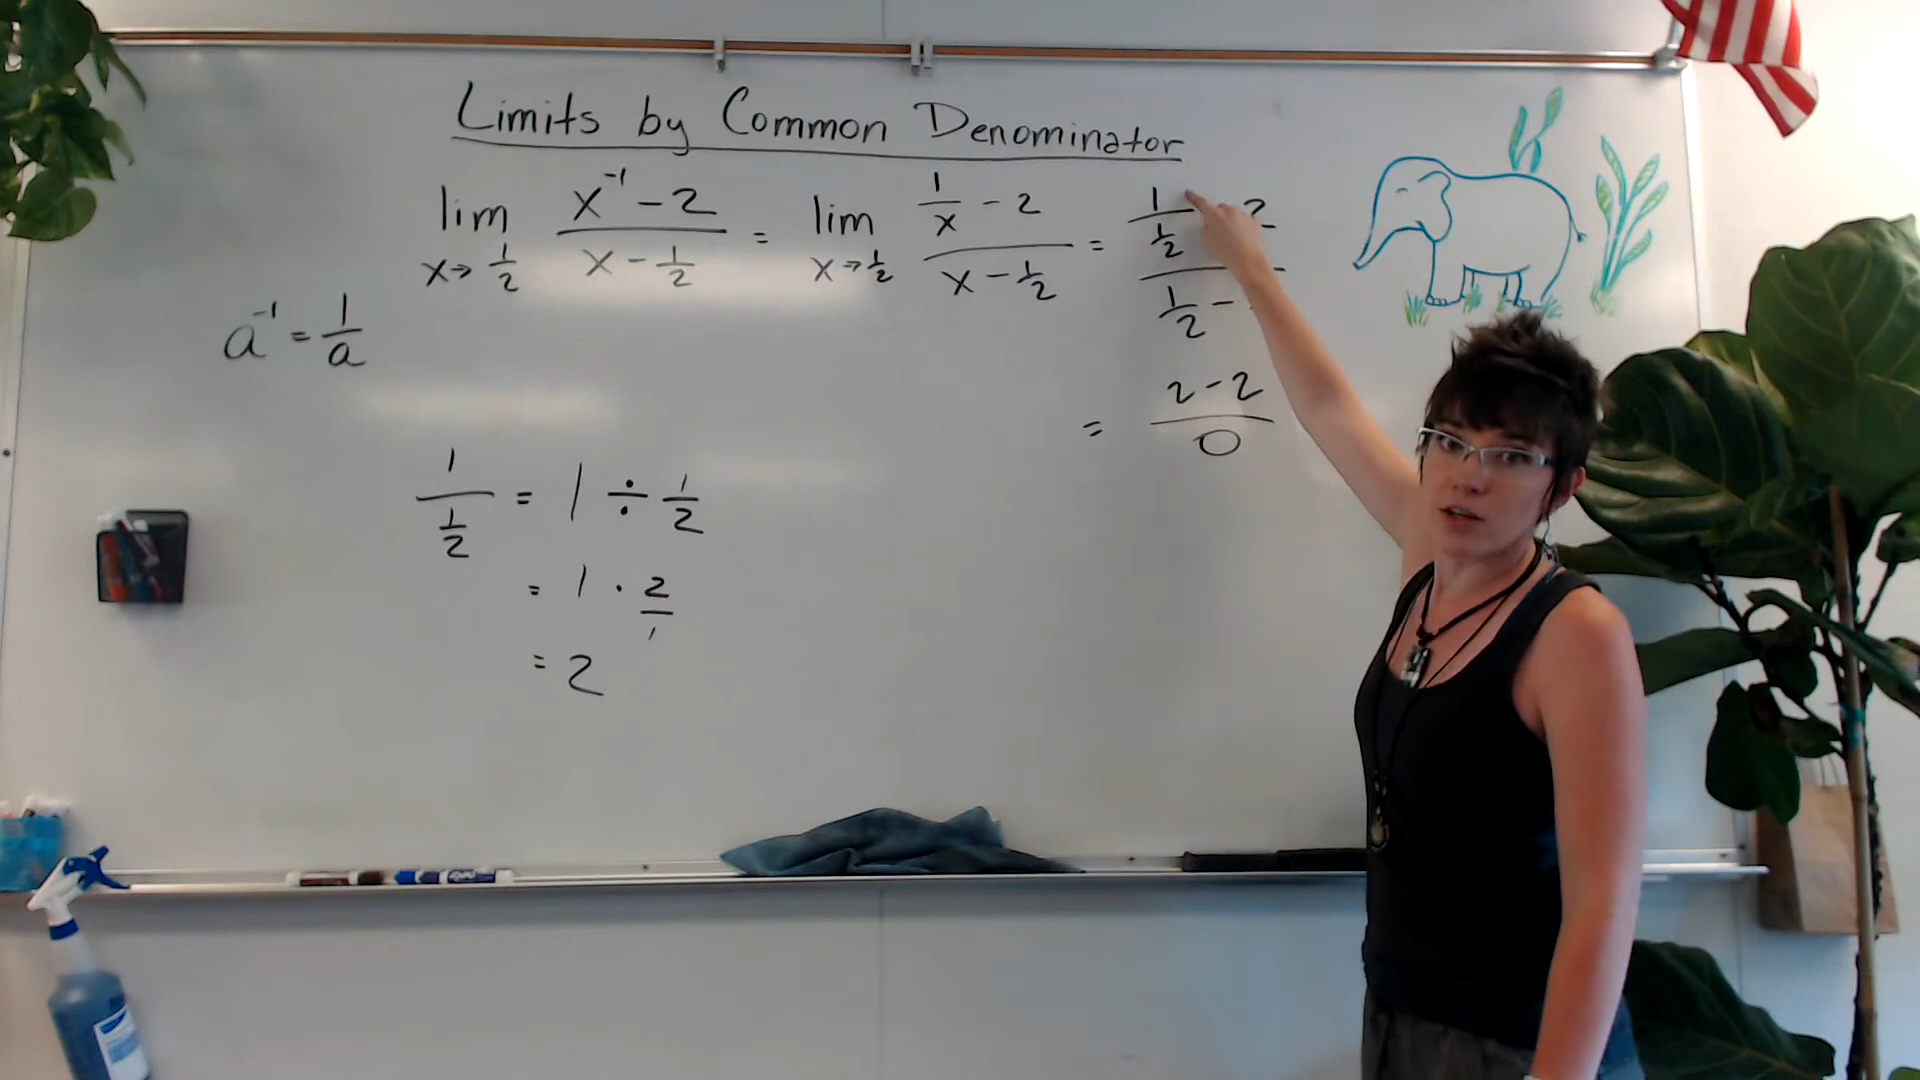 Limits by Common Denominator
lim x→1/2 (x⁻¹ - 2)/(x - 1/2) = lim x→1/2 (1/x - 2)/(x - 1/2) = (1/(1/2) - 2)/(1/2 -
a⁻¹ = 1/a
= (2-2)/0
1/(1/2) = 1 ÷ 1/2
= 1 · 2/1
= 2